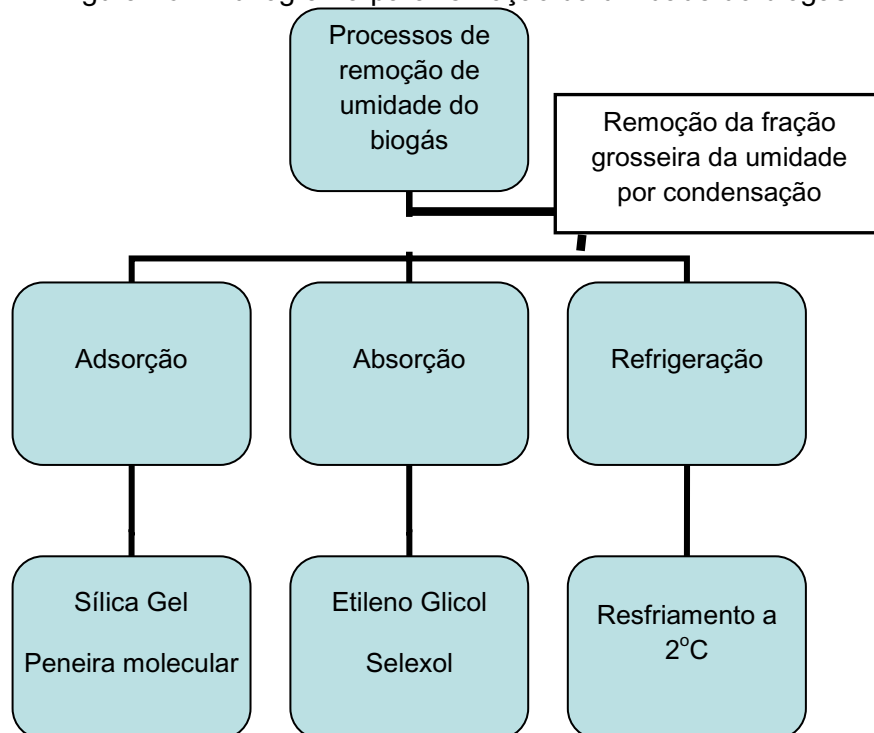 Processos de
remoção de
umidade do
biogás
Remoção da fração
grosseira da umidade
por condensação
Adsorção
Absorção
Refrigeração
Sílica Gel
Peneira molecular
Etileno Glicol
Selexol
Resfriamento a
2°C